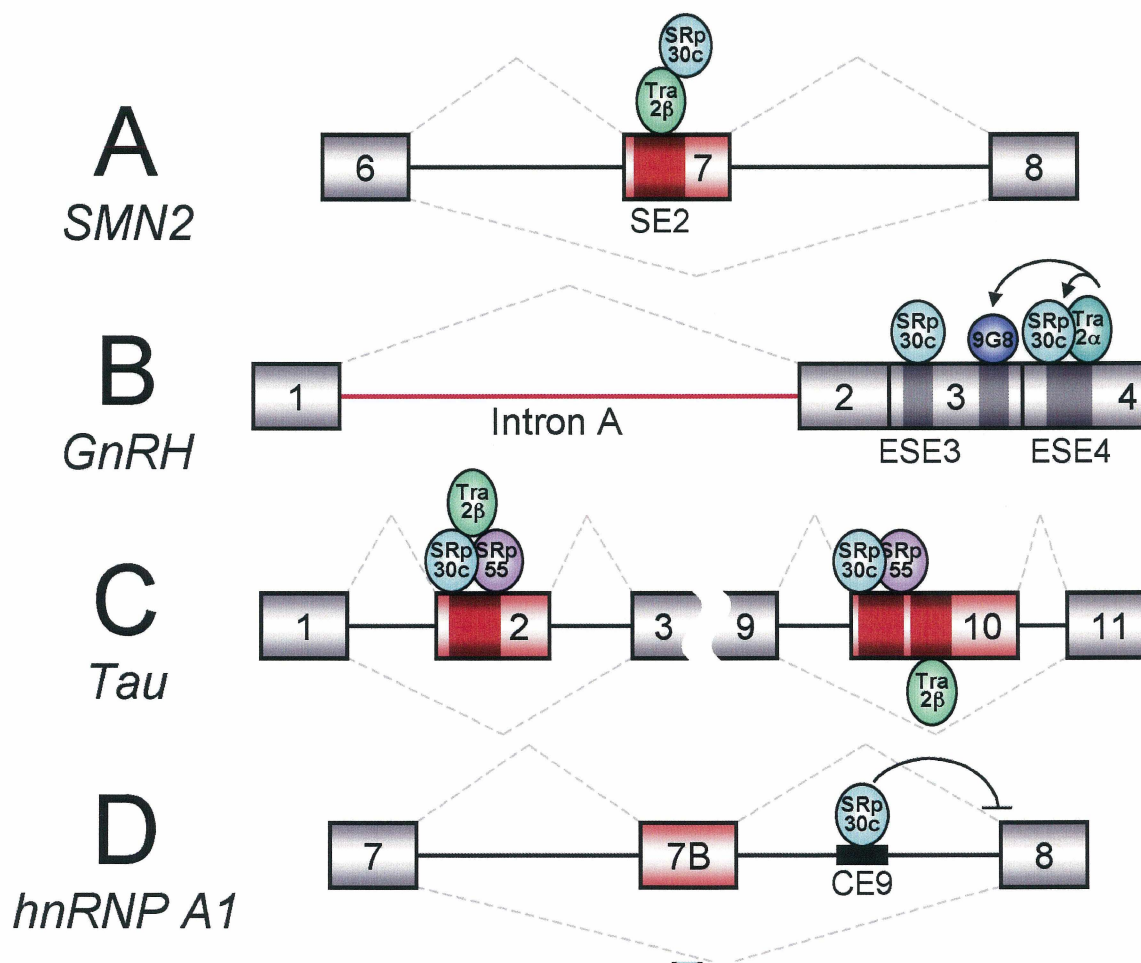 A
SMN2
SRp
30c
Tra
2β
6
7
8
SE2
B
GnRH
SRp
30c
9G8
SRp
30c
Tra
2α
1
Intron A
2
3
4
ESE3
ESE4
C
Tau
Tra
2β
SRp
30c
SRp
55
SRp
30c
SRp
55
1
2
3
9
10
11
Tra
2β
D
hnRNP A1
SRp
30c
7
7B
8
CE9